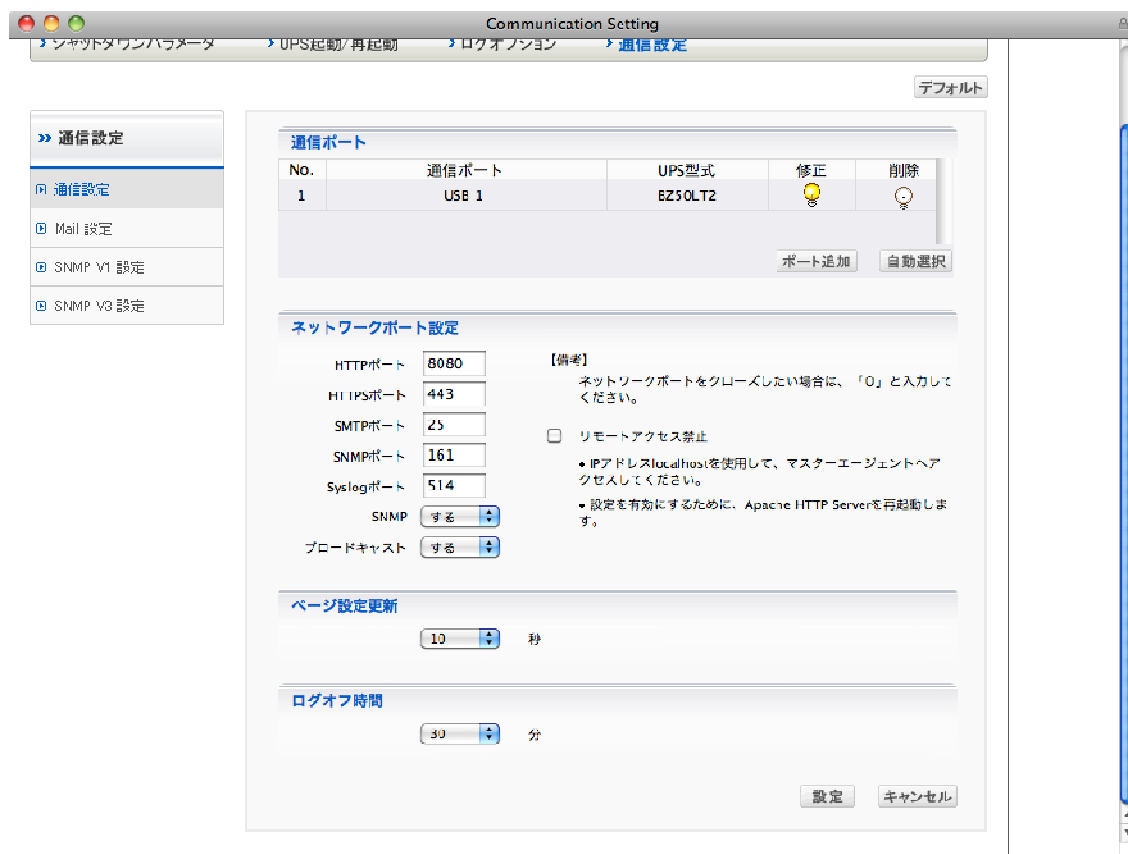 Communication Setting
シャットダウンパラメータ
UPS起動/再起動
ログオプション
通信設定
デフォルト
通信設定
通信設定
Mail 設定
SNMP V1 設定
SNMP V3 設定
通信ポート
No. 通信ポート UPS型式 修正 削除
1 USB 1 BZ50LT2
ポート追加 自動選択
ネットワークポート設定
HTTPポート 8080
HTTPSポート 443
SMTPポート 25
SNMPポート 161
Syslogポート 514
SNMP する
ブロードキャスト する
【備考】
ネットワークポートをクローズしたい場合は、「0」と入力して
ください。
リモートアクセス禁止
• IPアドレスlocalhostを使用して、マスターエージェントへア
クセスしてください。
• 設定を有効にするために、Apache HTTP Serverを再起動しま
す。
ページ設定更新
10 秒
ログオフ時間
30 分
設定 キャンセル